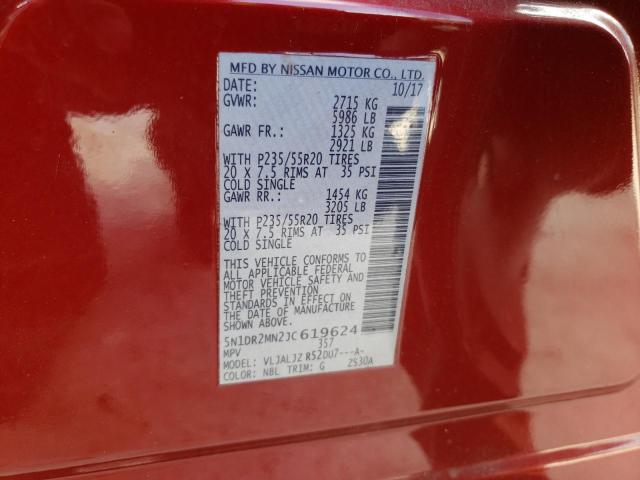 MFD BY NISSAN MOTOR CO., LTD.
DATE: 10/17
GVWR: 2715 KG
5986 LB
GAWR FR.: 1325 KG
2921 LB
WITH P235/55R20 TIRES
20 X 7.5 RIMS AT 35 PSI
COLD SINGLE
GAWR RR.: 1454 KG
3205 LB
WITH P235/55R20 TIRES
20 X 7.5 RIMS AT 35 PSI
COLD SINGLE
THIS VEHICLE CONFORMS TO
ALL APPLICABLE FEDERAL
MOTOR VEHICLE SAFETY AND
THEFT PREVENTION
STANDARDS IN EFFECT ON
THE DATE OF MANUFACTURE
SHOWN ABOVE.
5N1DR2MN2JC619624
MPV 357
MODEL: VLJALJZ R52DU7---A-
COLOR: NBL TRIM: G ZS30A